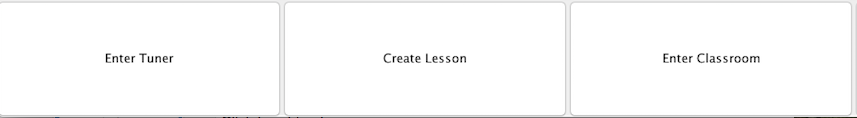 Enter Tuner
Create Lesson
Enter Classroom